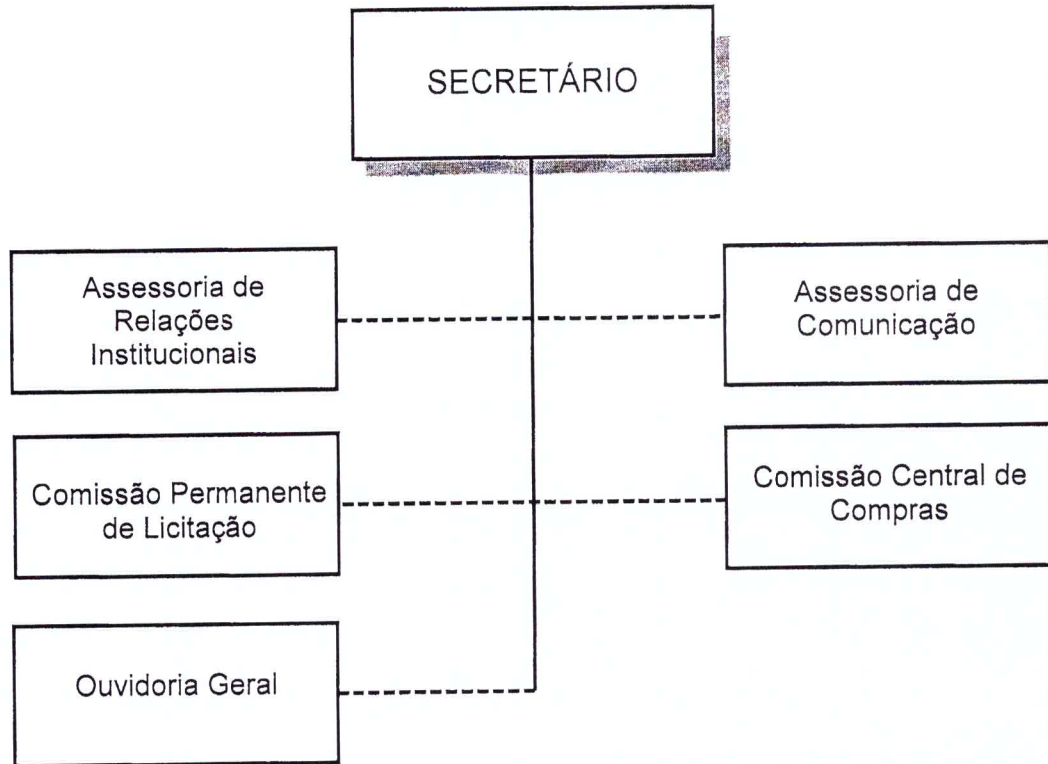 SECRETÁRIO
Assessoria de
Relações
Institucionais
Assessoria de
Comunicação
Comissão Permanente
de Licitação
Comissão Central de
Compras
Ouvidoria Geral